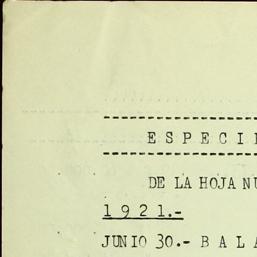 E S P E C I
DE LA HOJA NU
1 9 2 1.-
JUNIO 30.- B A L A